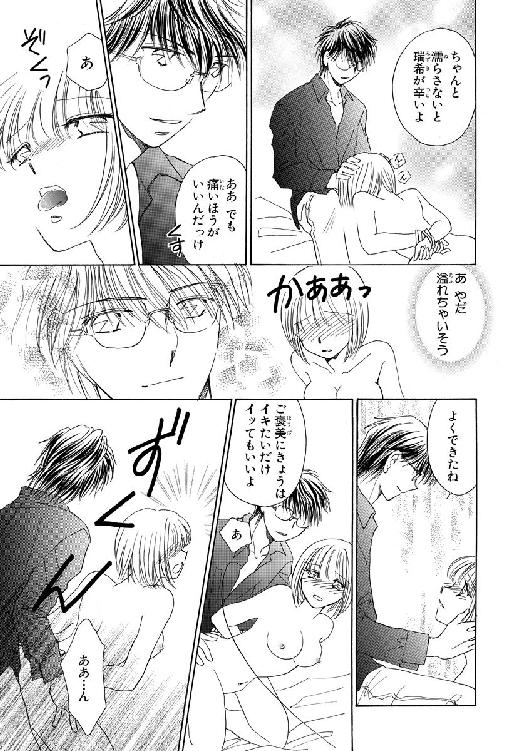 ちゃんと
濡らさないと
瑞希が辛いよ
ああ でも
痛いほうが
いいんだっけ
くす
ぞくっ
あ
あ やだ
溢れちゃいそう
かああっ
よくできたね
ご褒美にきょうは
イキたいだけ
イッてもいいよ
あ
ずくん
ああ…ん